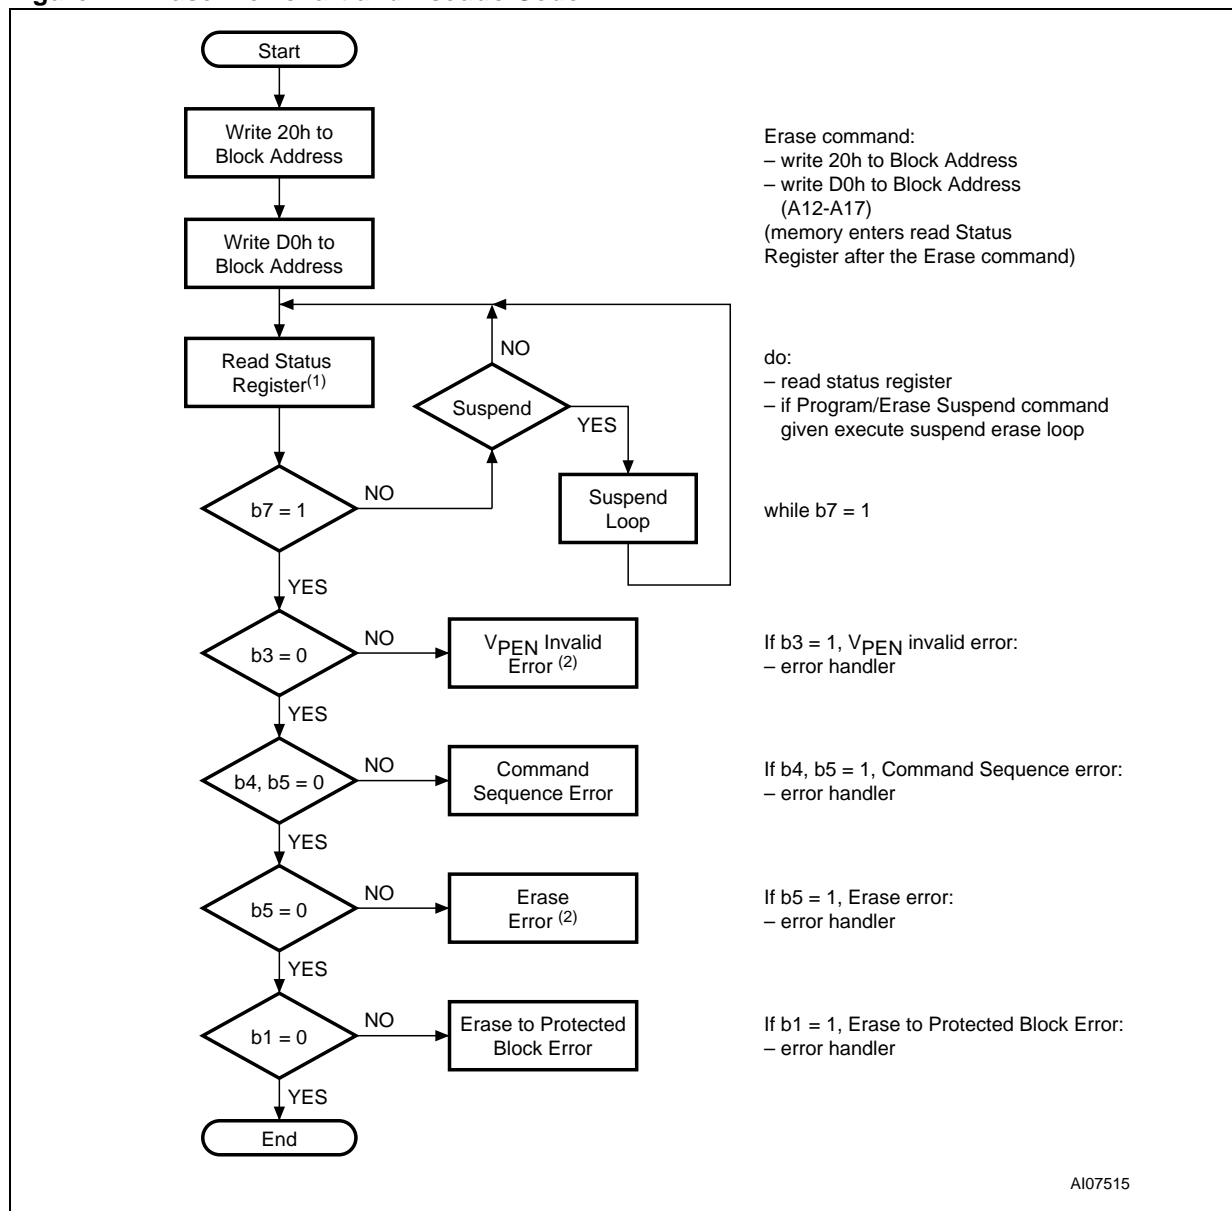 Start
Write 20h to
Block Address
Erase command:
– write 20h to Block Address
– write D0h to Block Address
(A12-A17)
(memory enters read Status
Register after the Erase command)
Write D0h to
Block Address
Read Status
Register(1)
NO
Suspend
YES
do:
– read status register
– if Program/Erase Suspend command
given execute suspend erase loop
b7 = 1
NO
Suspend
Loop
while b7 = 1
YES
b3 = 0
NO
VPEN Invalid
Error (2)
If b3 = 1, VPEN invalid error:
– error handler
YES
b4, b5 = 0
NO
Command
Sequence Error
If b4, b5 = 1, Command Sequence error:
– error handler
YES
b5 = 0
NO
Erase
Error (2)
If b5 = 1, Erase error:
– error handler
YES
b1 = 0
NO
Erase to Protected
Block Error
If b1 = 1, Erase to Protected Block Error:
– error handler
YES
End
AI07515